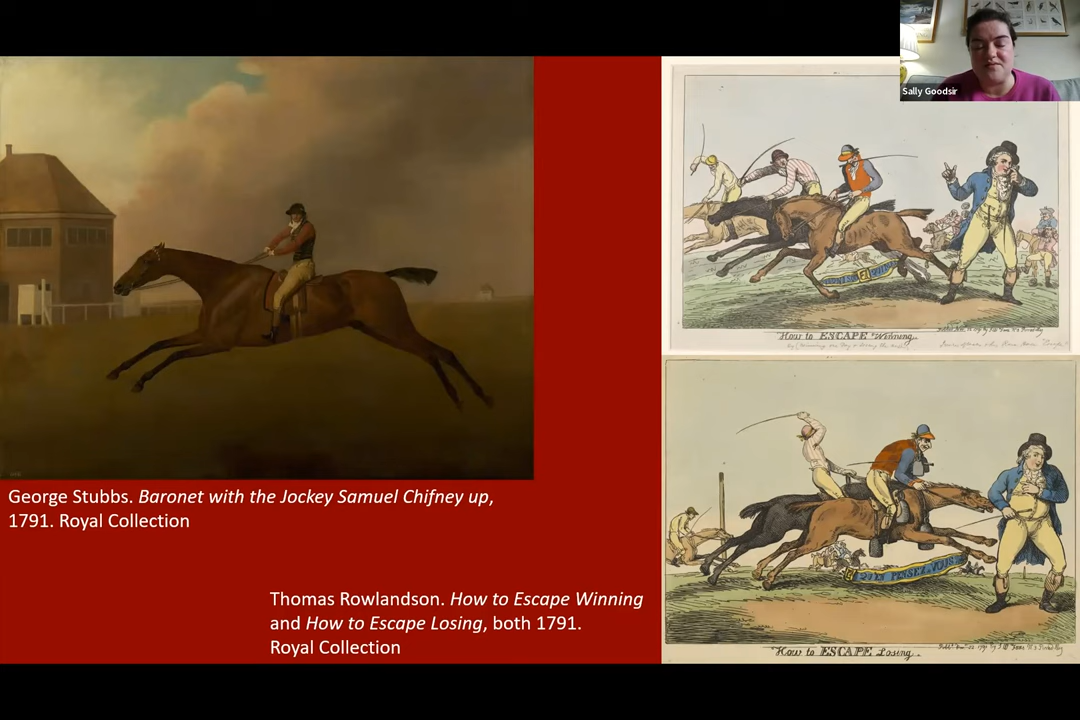 Sally Goodsir
George Stubbs. Baronet with the Jockey Samuel Chifney up,
1791. Royal Collection
Thomas Rowlandson. How to Escape Winning
and How to Escape Losing, both 1791.
Royal Collection
How to ESCAPE Winning.
How to ESCAPE Losing.